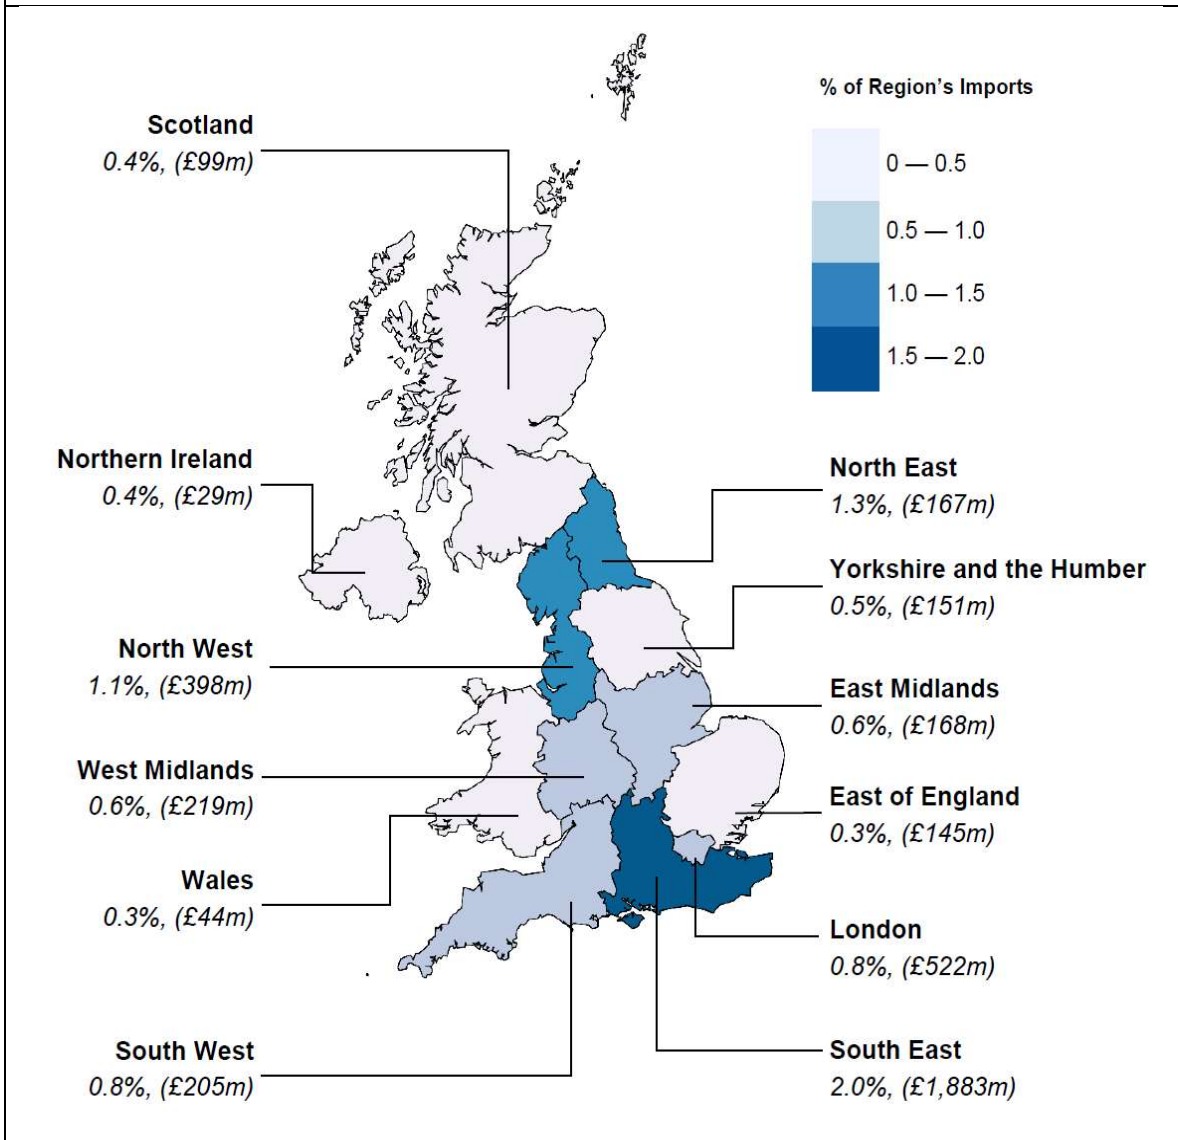 % of Region's Imports
0 — 0.5
0.5 — 1.0
1.0 — 1.5
1.5 — 2.0
Scotland
0.4%, (£99m)
Northern Ireland
0.4%, (£29m)
North West
1.1%, (£398m)
West Midlands
0.6%, (£219m)
Wales
0.3%, (£44m)
South West
0.8%, (£205m)
North East
1.3%, (£167m)
Yorkshire and the Humber
0.5%, (£151m)
East Midlands
0.6%, (£168m)
East of England
0.3%, (£145m)
London
0.8%, (£522m)
South East
2.0%, (£1,883m)